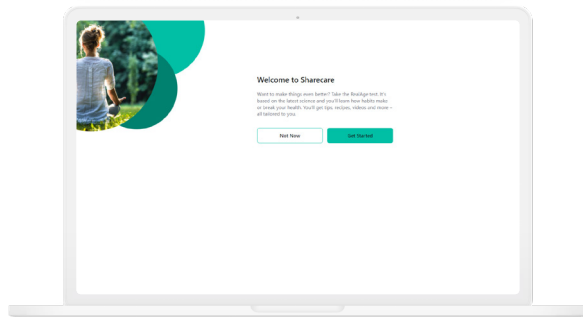 Welcome to Sharecare
Want to make things even better? Take the RealAge test. It's
based on the latest science and you'll learn how habits make
or break your health. You'll get tips, recipes, videos and more –
all tailored to you.
Not Now
Get Started